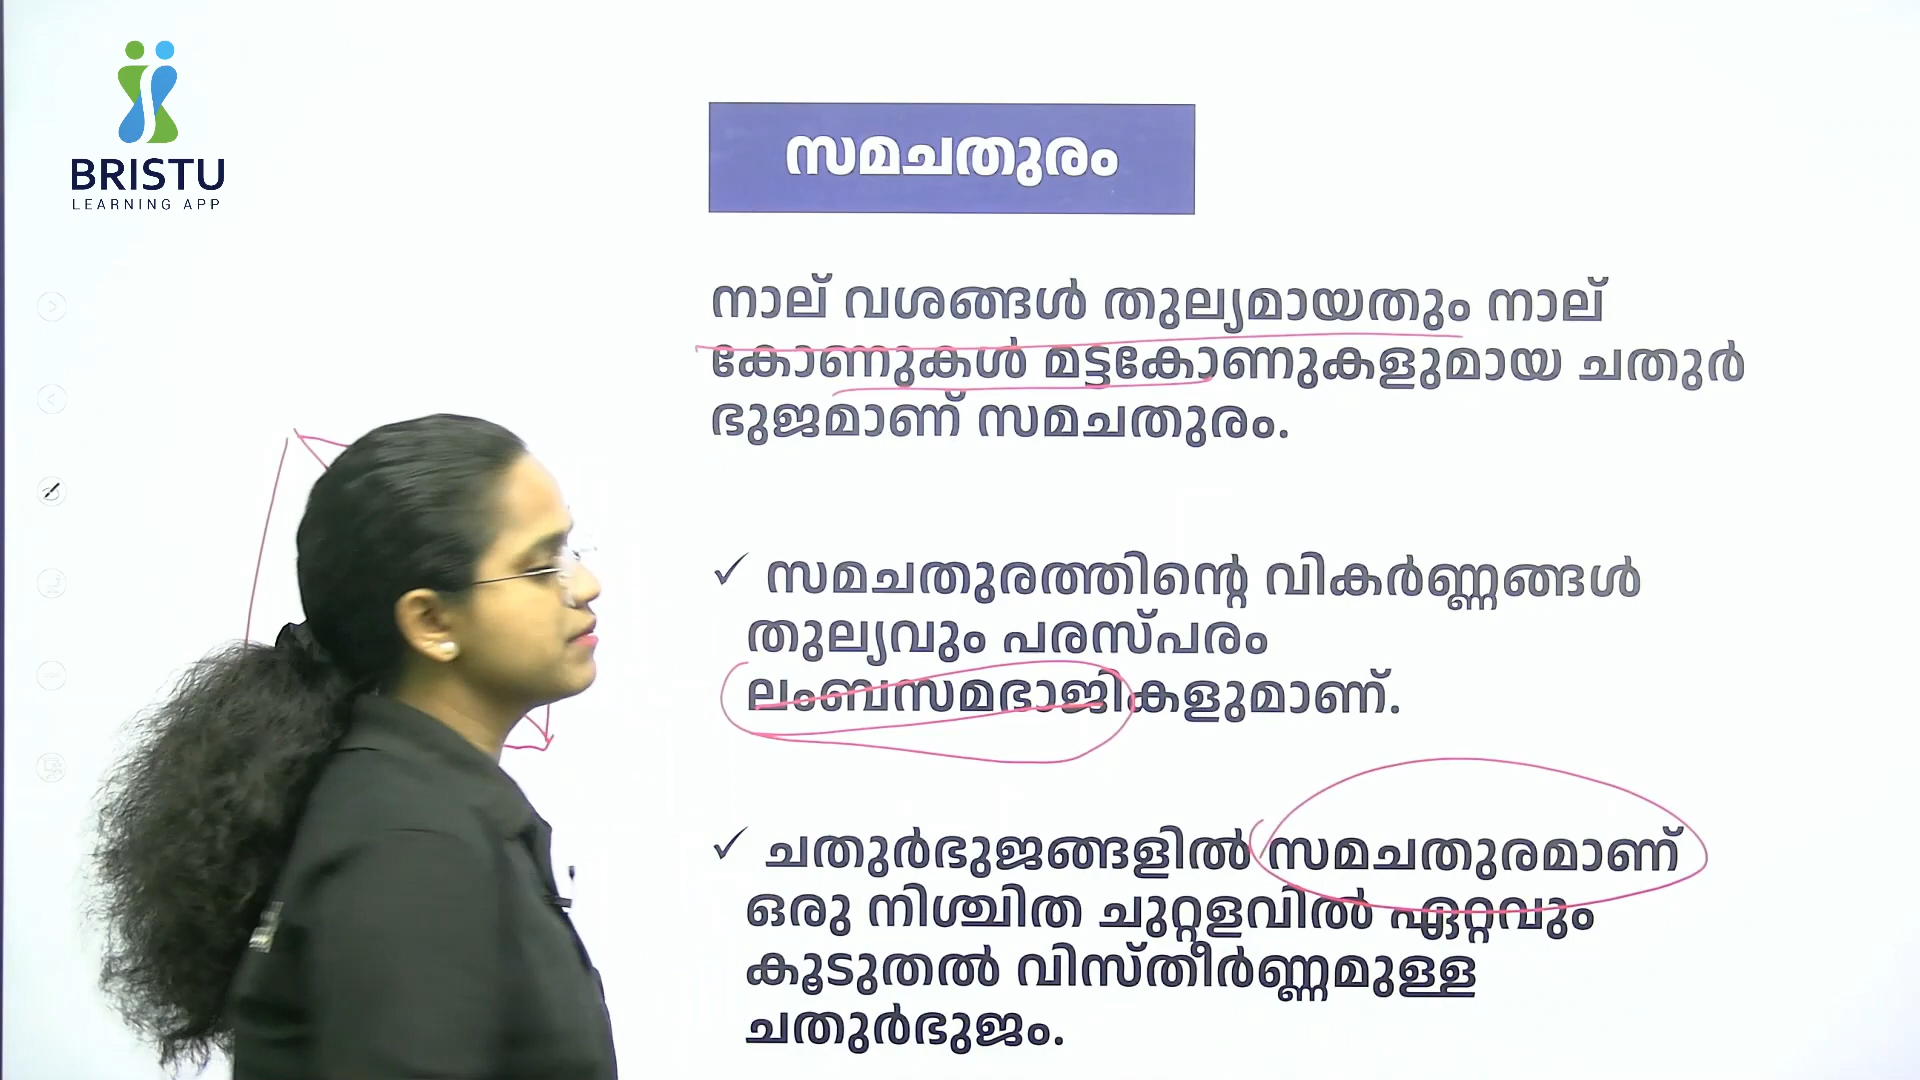 BRISTU
LEARNING APP
സമചതുരം
നാല് വശങ്ങൾ തുല്യമായതും നാല്
കോണുകൾ മട്ടകോണുകളുമായ ചതുർ
ഭുജമാണ് സമചതുരം.
✓ സമചതുരത്തിന്റെ വികർണ്ണങ്ങൾ
തുല്യവും പരസ്പരം
ലംബസമഭാജികളുമാണ്.
✓ ചതുർഭുജങ്ങളിൽ സമചതുരമാണ്
ഒരു നിശ്ചിത ചുറ്റളവിൽ ഏറ്റവും
കൂടുതൽ വിസ്തീർണ്ണമുള്ള
ചതുർഭുജം.